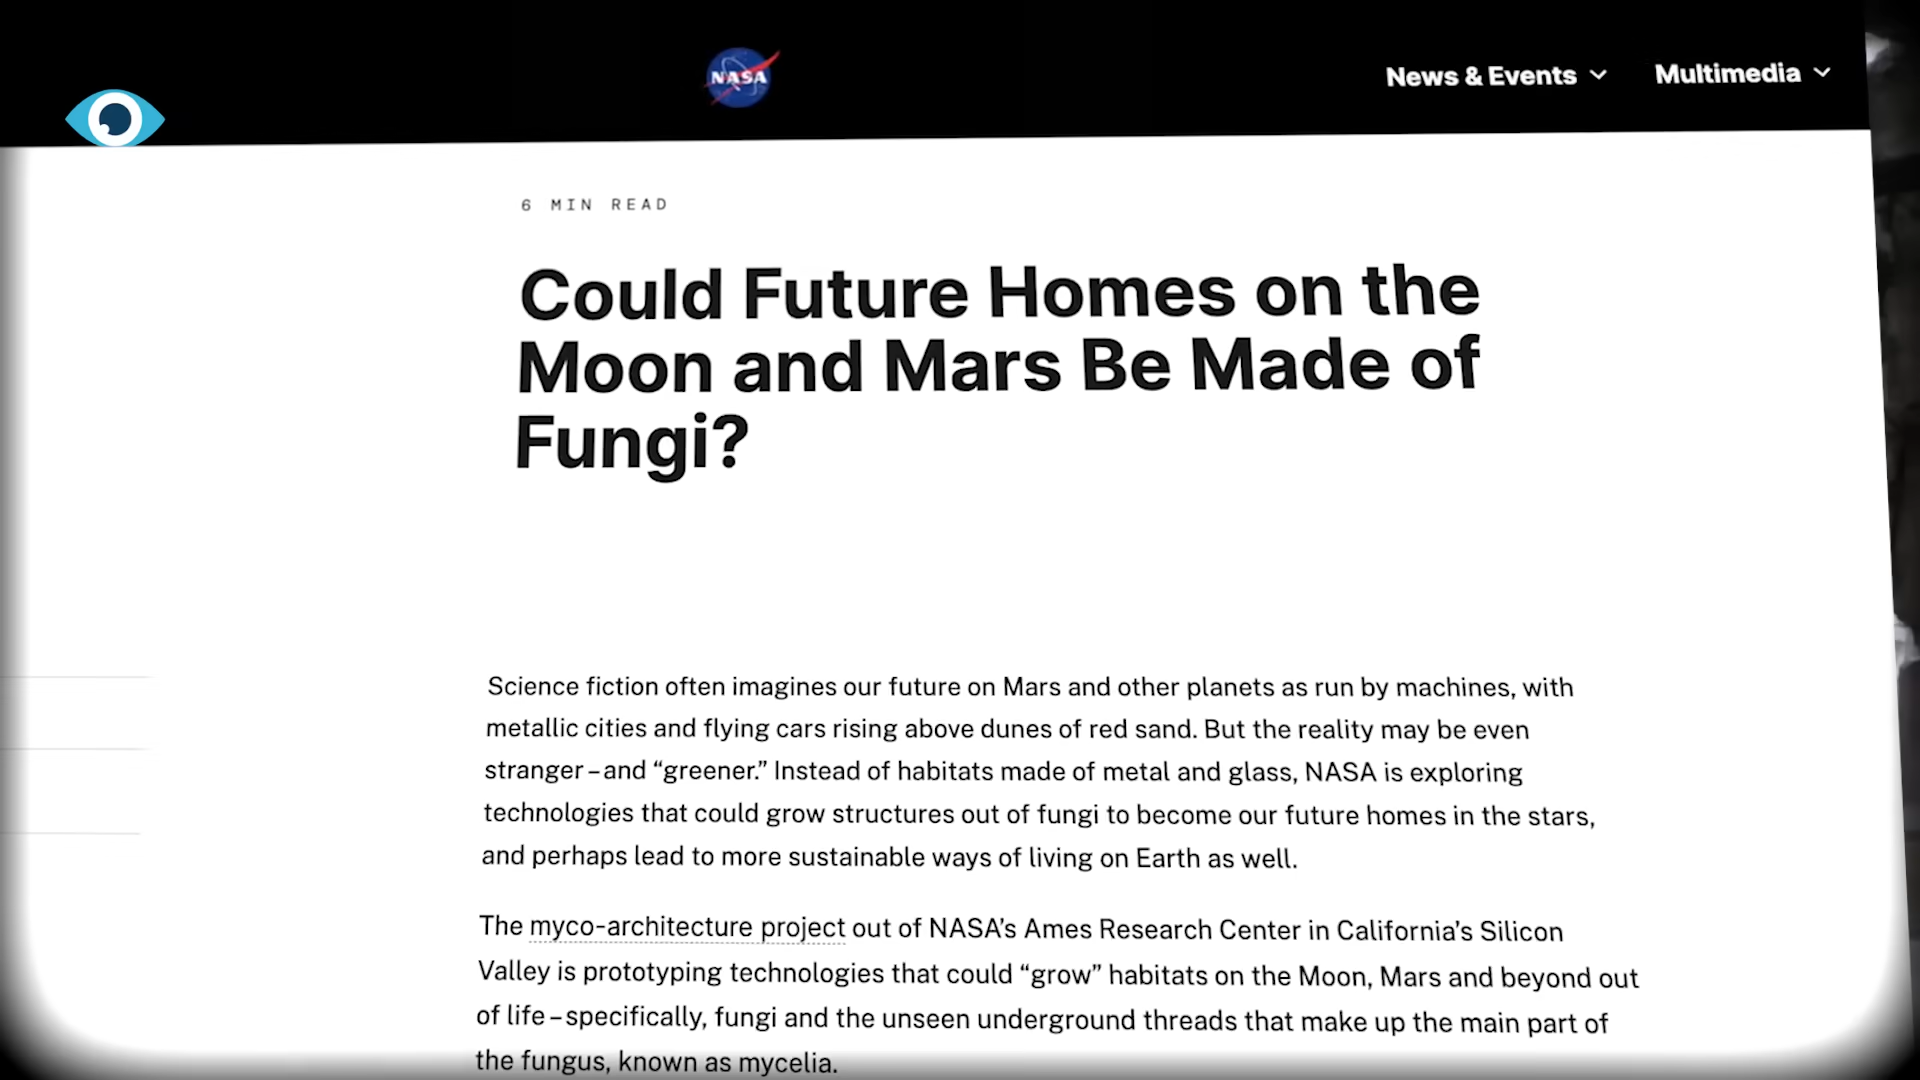 NASA
News & Events
Multimedia
6 MIN READ
Could Future Homes on the
Moon and Mars Be Made of
Fungi?
Science fiction often imagines our future on Mars and other planets as run by machines, with
metallic cities and flying cars rising above dunes of red sand. But the reality may be even
stranger – and “greener.” Instead of habitats made of metal and glass, NASA is exploring
technologies that could grow structures out of fungi to become our future homes in the stars,
and perhaps lead to more sustainable ways of living on Earth as well.
The myco-architecture project out of NASA’s Ames Research Center in California’s Silicon
Valley is prototyping technologies that could “grow” habitats on the Moon, Mars and beyond out
of life – specifically, fungi and the unseen underground threads that make up the main part of
the fungus, known as mycelia.